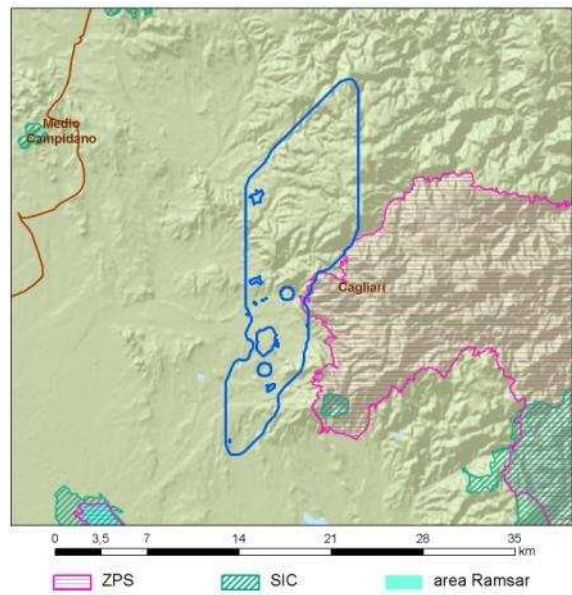 Medio
Campidano
Cagliari
0 3,5 7 14 21 28 35
km
ZPS SIC area Ramsar